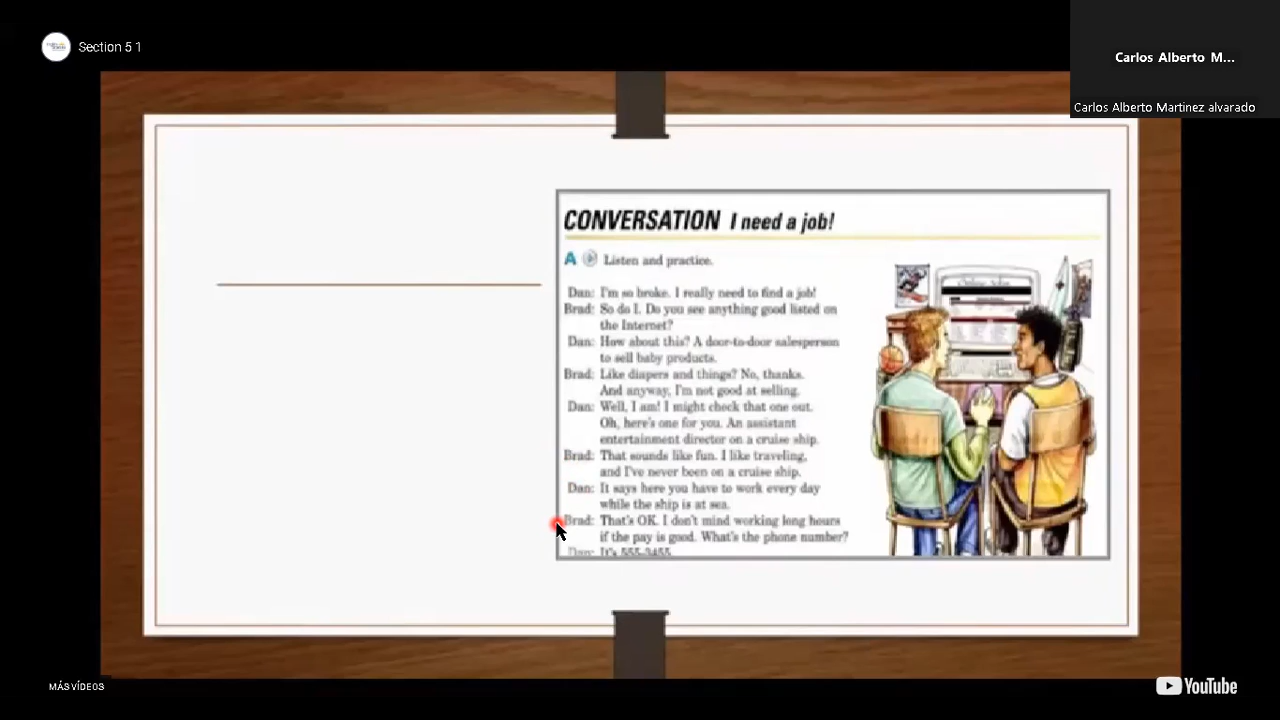 Section 5 1
Carlos Alberto M...
Carlos Alberto Martinez alvarado
CONVERSATION I need a job!
A Listen and practice.
Dan: I'm so broke. I really need to find a job!
Brad: So do I. Do you see anything good listed on
the Internet?
Dan: How about this? A door-to-door salesperson
to sell baby products.
Brad: Like diapers and things? No, thanks.
And anyway, I'm not good at selling.
Dan: Well, I am! I might check that one out.
Oh, here's one for you. An assistant
entertainment director on a cruise ship.
Brad: That sounds like fun. I like traveling,
and I've never been on a cruise ship.
Dan: It says here you have to work every day
while the ship is at sea.
Brad: That's OK. I don't mind working long hours
if the pay is good. What's the phone number?
Dan: It's 555-3455
MÁS VÍDEOS
YouTube